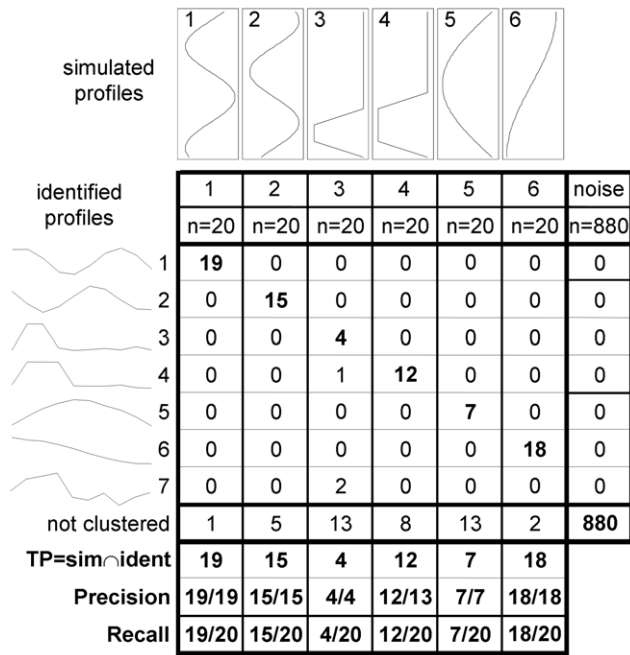 simulated
profiles
1 2 3 4 5 6
identified
profiles
1 2 3 4 5 6 noise
n=20 n=20 n=20 n=20 n=20 n=20 n=880
1 19 0 0 0 0 0 0
2 0 15 0 0 0 0 0
3 0 0 4 0 0 0 0
4 0 0 1 12 0 0 0
5 0 0 0 0 7 0 0
6 0 0 0 0 0 18 0
7 0 0 2 0 0 0 0
not clustered 1 5 13 8 13 2 880
TP=sim∩ident 19 15 4 12 7 18
Precision 19/19 15/15 4/4 12/13 7/7 18/18
Recall 19/20 15/20 4/20 12/20 7/20 18/20